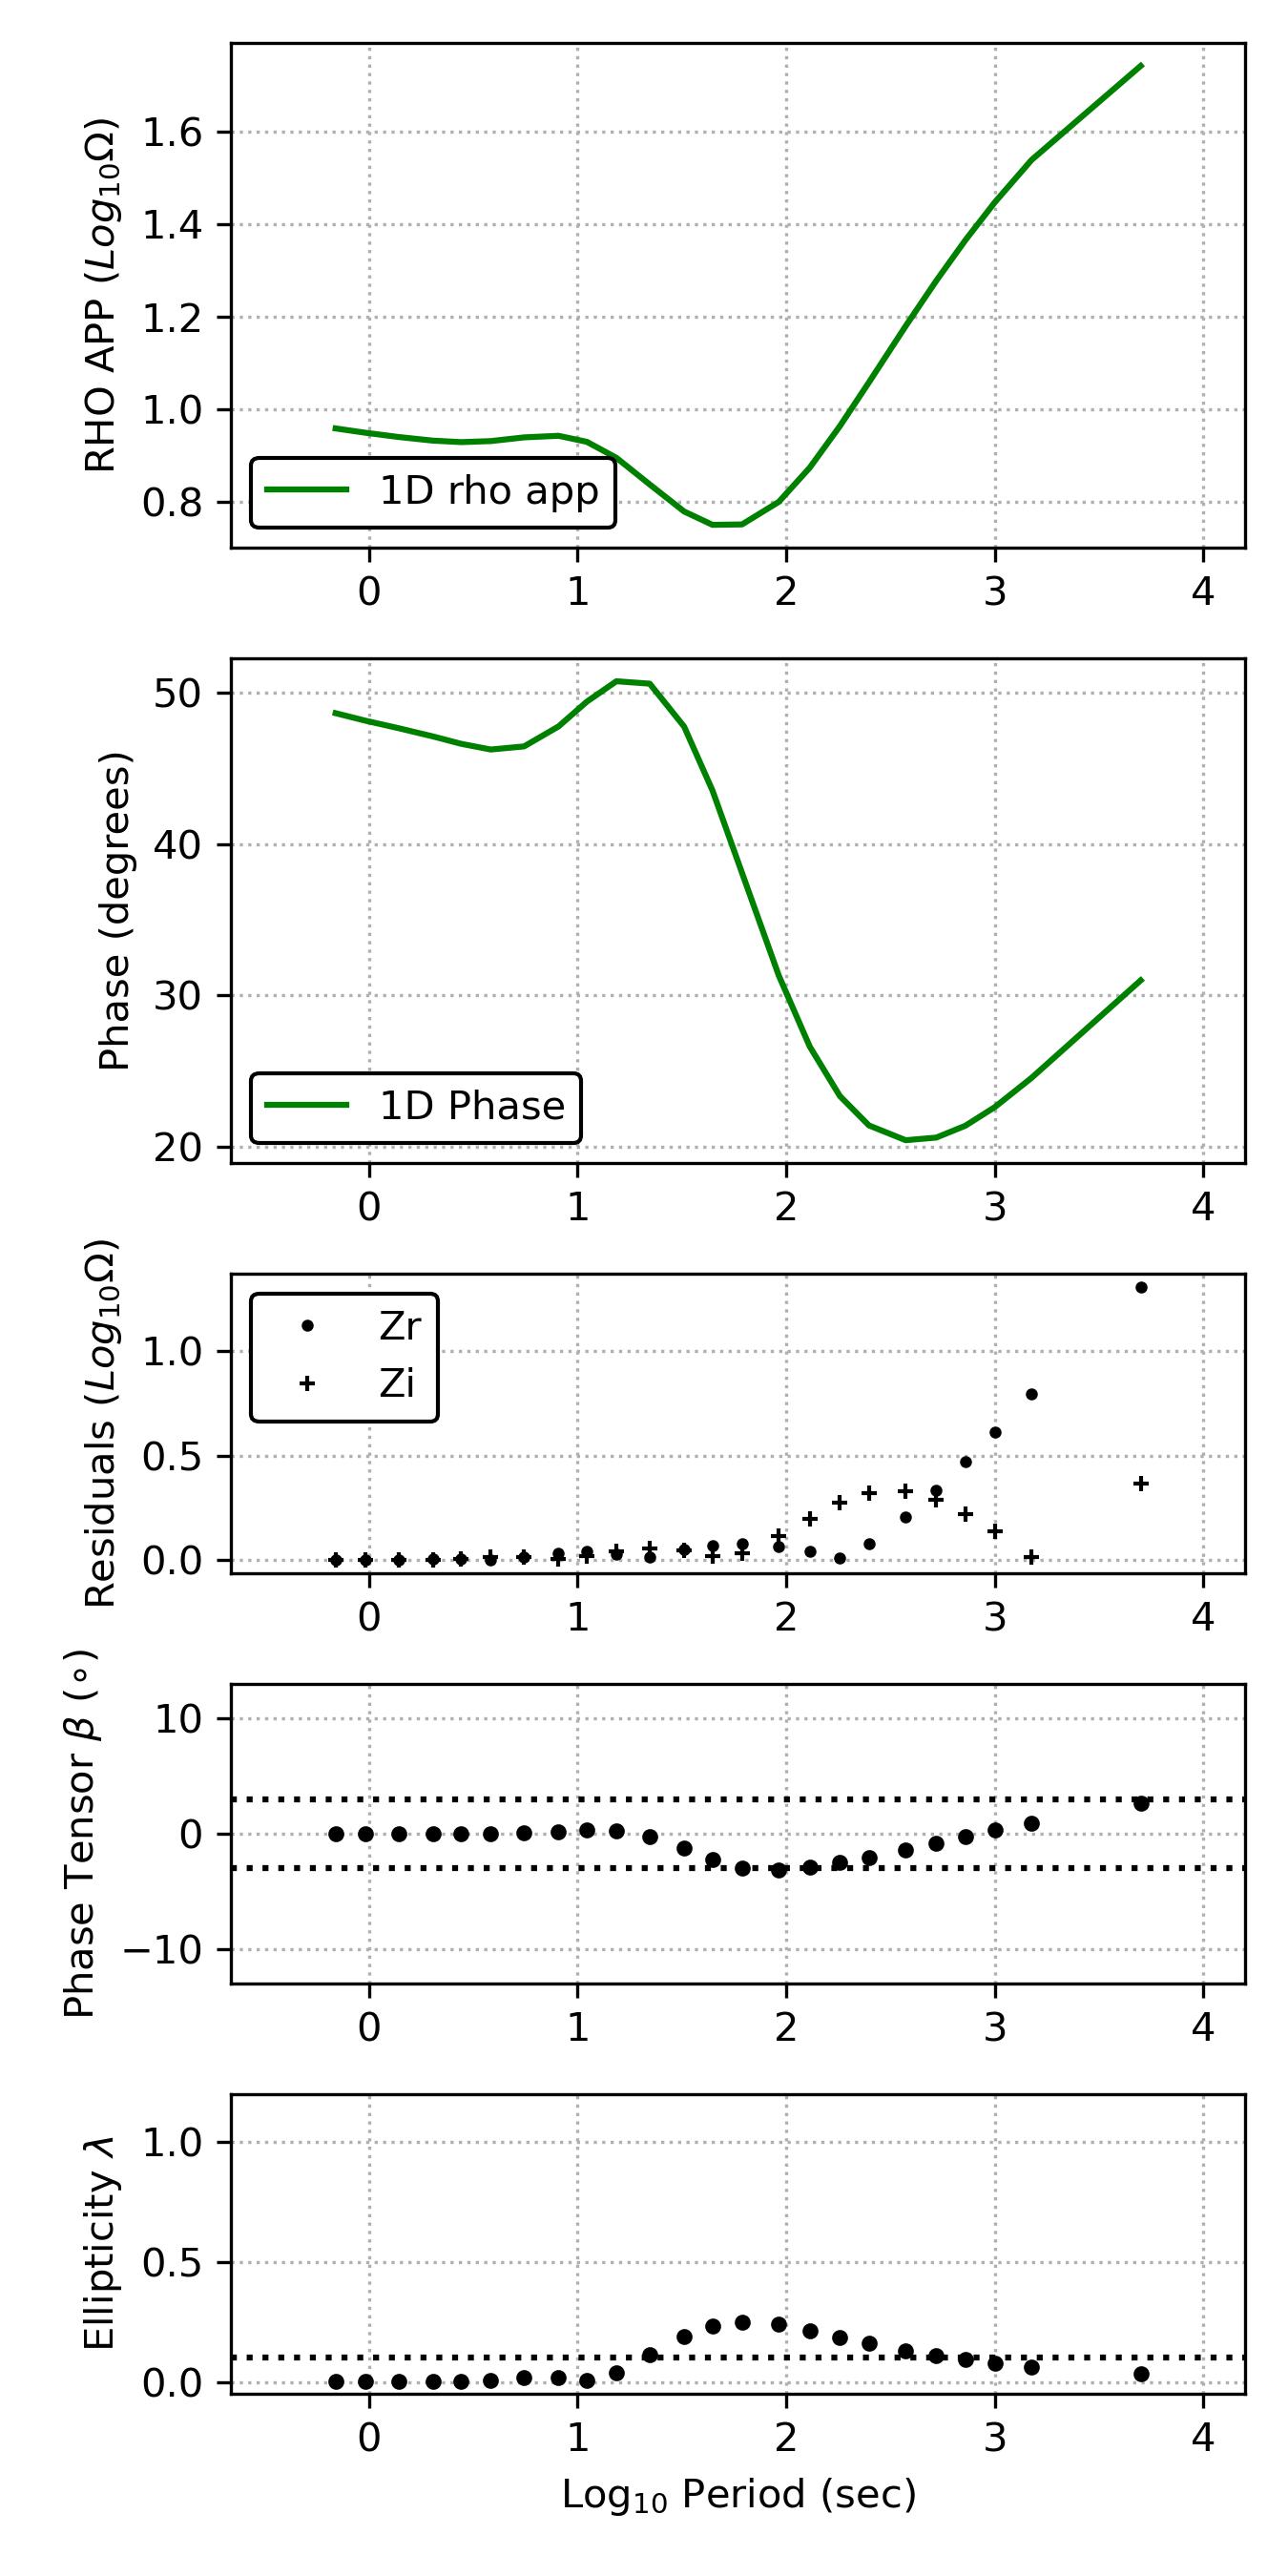 RHO APP (Log₁₀Ω)
1.6
1.4
1.2
1.0
0.8
1D rho app
0 1 2 3 4
Phase (degrees)
50
40
30
20
1D Phase
0 1 2 3 4
Residuals (Log₁₀Ω)
1.0
0.5
0.0
Zr
Zi
0 1 2 3 4
Phase Tensor β (∘)
10
0
−10
0 1 2 3 4
Ellipticity λ
1.0
0.5
0.0
0 1 2 3 4
Log₁₀ Period (sec)